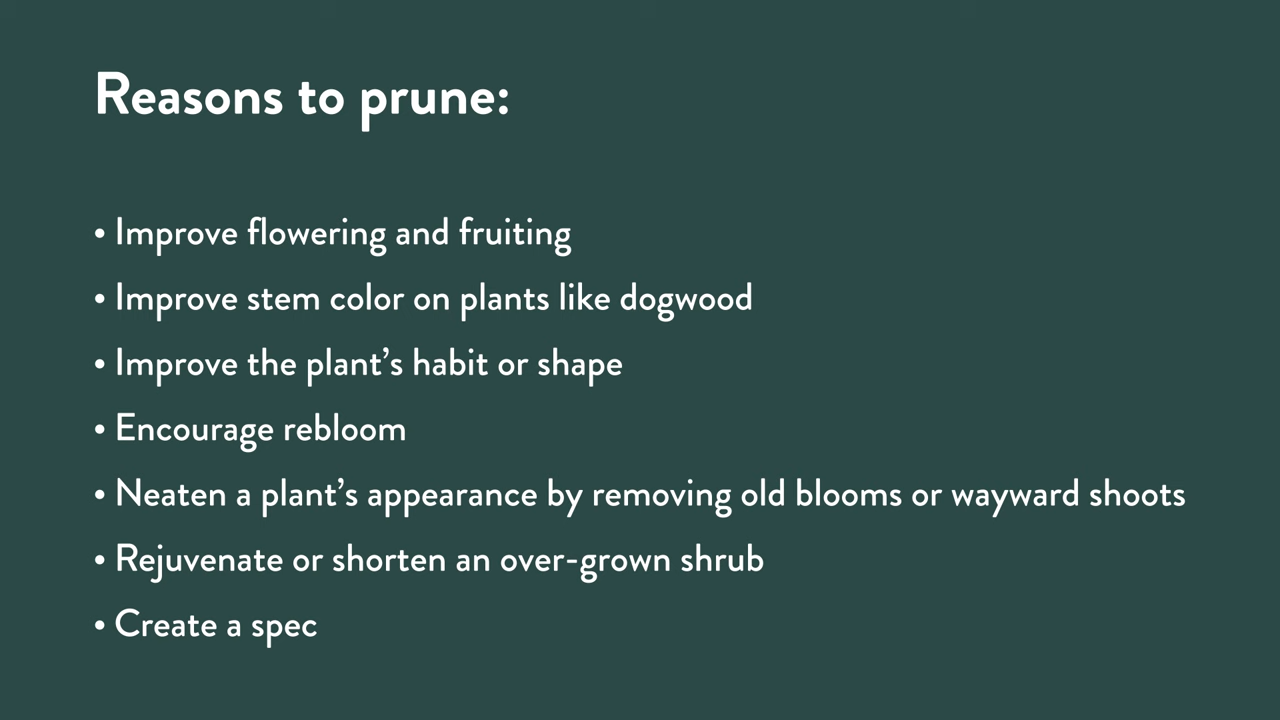 Reasons to prune:
• Improve flowering and fruiting
• Improve stem color on plants like dogwood
• Improve the plant’s habit or shape
• Encourage rebloom
• Neaten a plant’s appearance by removing old blooms or wayward shoots
• Rejuvenate or shorten an over-grown shrub
• Create a spec